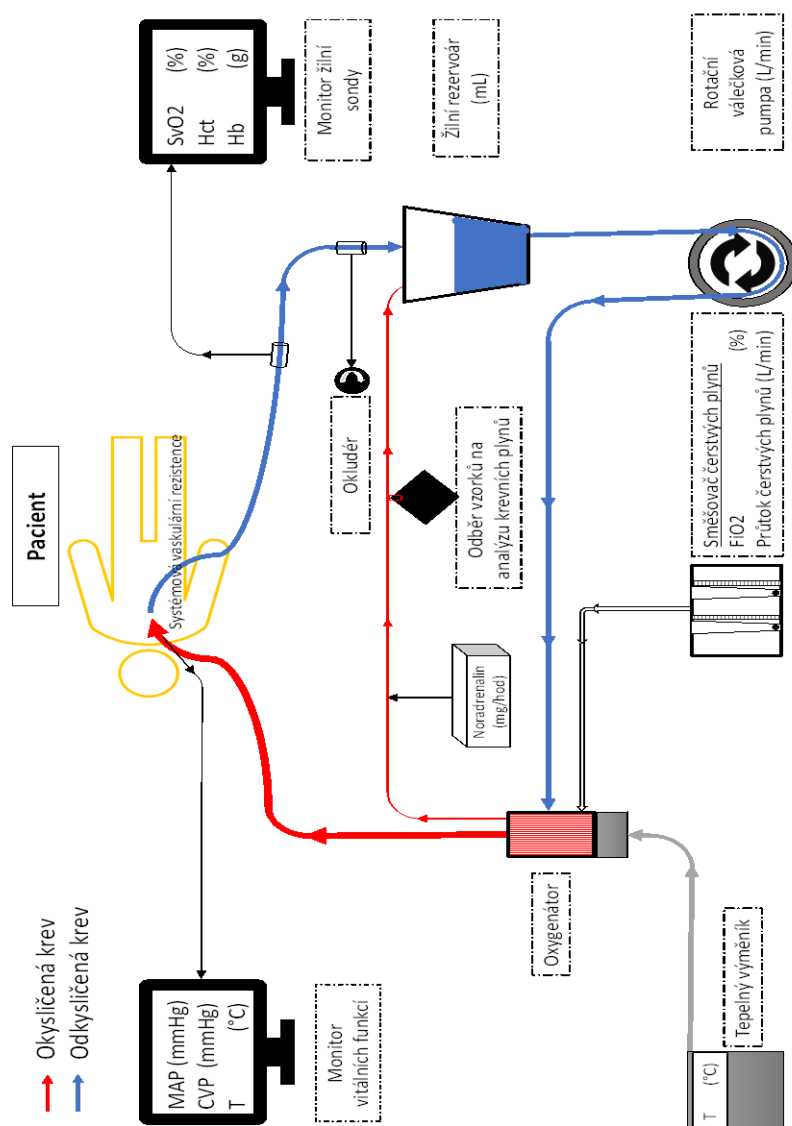 Pacient
Okysličená krev
Odkysličená krev
MAP (mmHg)
CVP (mmHg)
T (°C)
Monitor
vitálních funkcí
Systémová vaskulární rezistence
SvO2 (%)
Hct (%)
Hb (g)
Monitor žilní
sondy
Okludér
Žilní rezervoár
(mL)
Odběr vzorků na
analýzu krevních plynů
Noradrenalin
(mg/hod)
Oxygenátor
Tepelný výměník
T (°C)
Směšovač čerstvých plynů
FiO2 (%)
Průtok čerstvých plynů (L/min)
Rotační
válečková
pumpa (L/min)